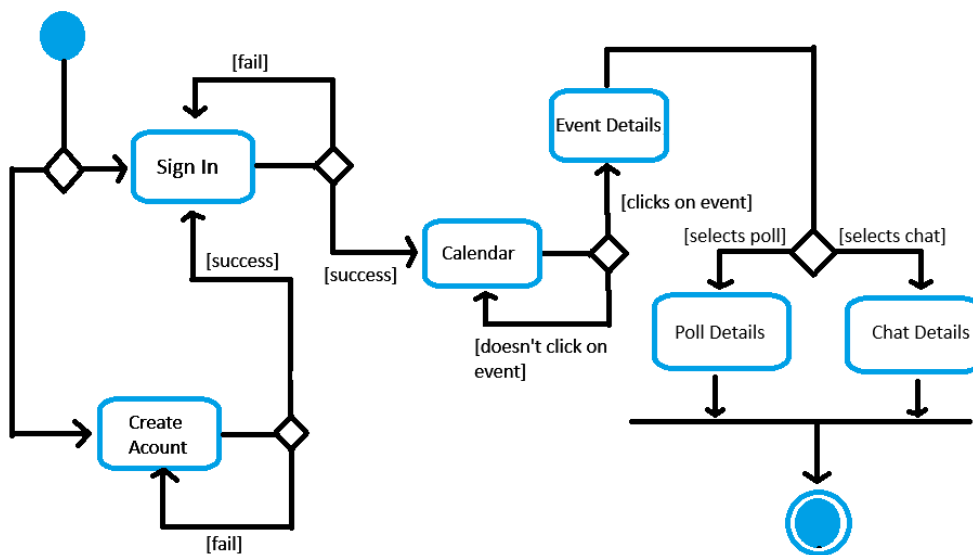 [fail]
Sign In
[success]
[success]
Create
Acount
[fail]
Calendar
[doesn't click on
event]
Event Details
[clicks on event]
[selects poll]
[selects chat]
Poll Details
Chat Details